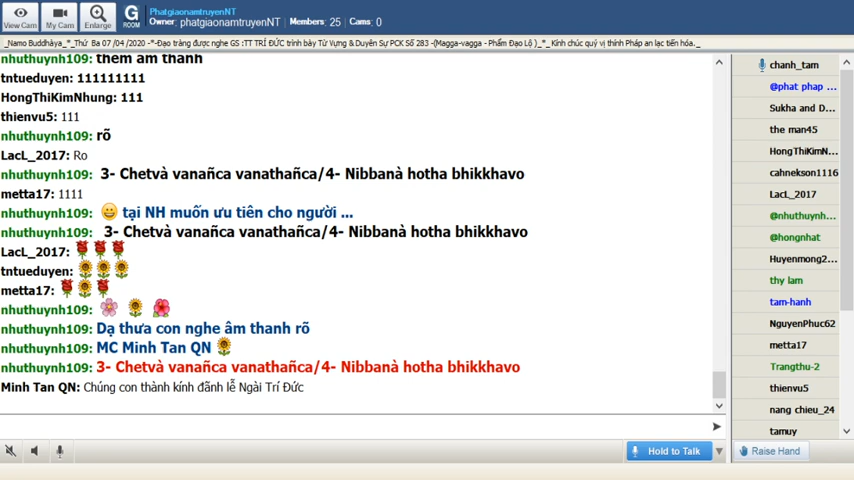 View Cam
My Cam
Enlarge
G ROOM
PhatgiaonamtruyenNT
Owner: phatgiaonamtruyenNT | Members: 25 | Cams: 0
_Namo Buddhàya_*_Thứ Ba 07 /04 / 2020 -*-Đạo tràng được nghe GS :TT TRÍ ĐỨC trình bày Từ Vựng & Duyên Sự PCK Số 283 -(Magga-vagga - Phẩm Đạo Lộ )_*_ Kính chúc quý vị thính Pháp an lạc tiến hóa._
nhuthuynh109: thêm âm thanh
tntueduyen: 111111111
HongThiKimNhung: 111
thienvu5: 111
nhuthuynh109: rõ
LacL_2017: Ro
nhuthuynh109: 3- Chetvà vanañca vanathañca/4- Nibbanà hotha bhikkhavo
metta17: 1111
nhuthuynh109: tại NH muốn ưu tiên cho người ...
nhuthuynh109: 3- Chetvà vanañca vanathañca/4- Nibbanà hotha bhikkhavo
LacL_2017:
tntueduyen:
metta17:
nhuthuynh109:
nhuthuynh109: Dạ thưa con nghe âm thanh rõ
nhuthuynh109: MC Minh Tan QN
nhuthuynh109: 3- Chetvà vanañca vanathañca/4- Nibbanà hotha bhikkhavo
Minh Tan QN: Chúng con thành kính đãnh lễ Ngài Trí Đức
Hold to Talk
chanh_tam
@phat phap ...
Sukha and D...
the man45
HongThiKimN...
cahnekson1116
LacL_2017
@nhuthuynh...
@hongnhat
Huyenmong2...
thy lam
tam-hanh
NguyenPhuc62
metta17
Trangthu-2
thienvu5
nang chieu_24
tamuy
Raise Hand